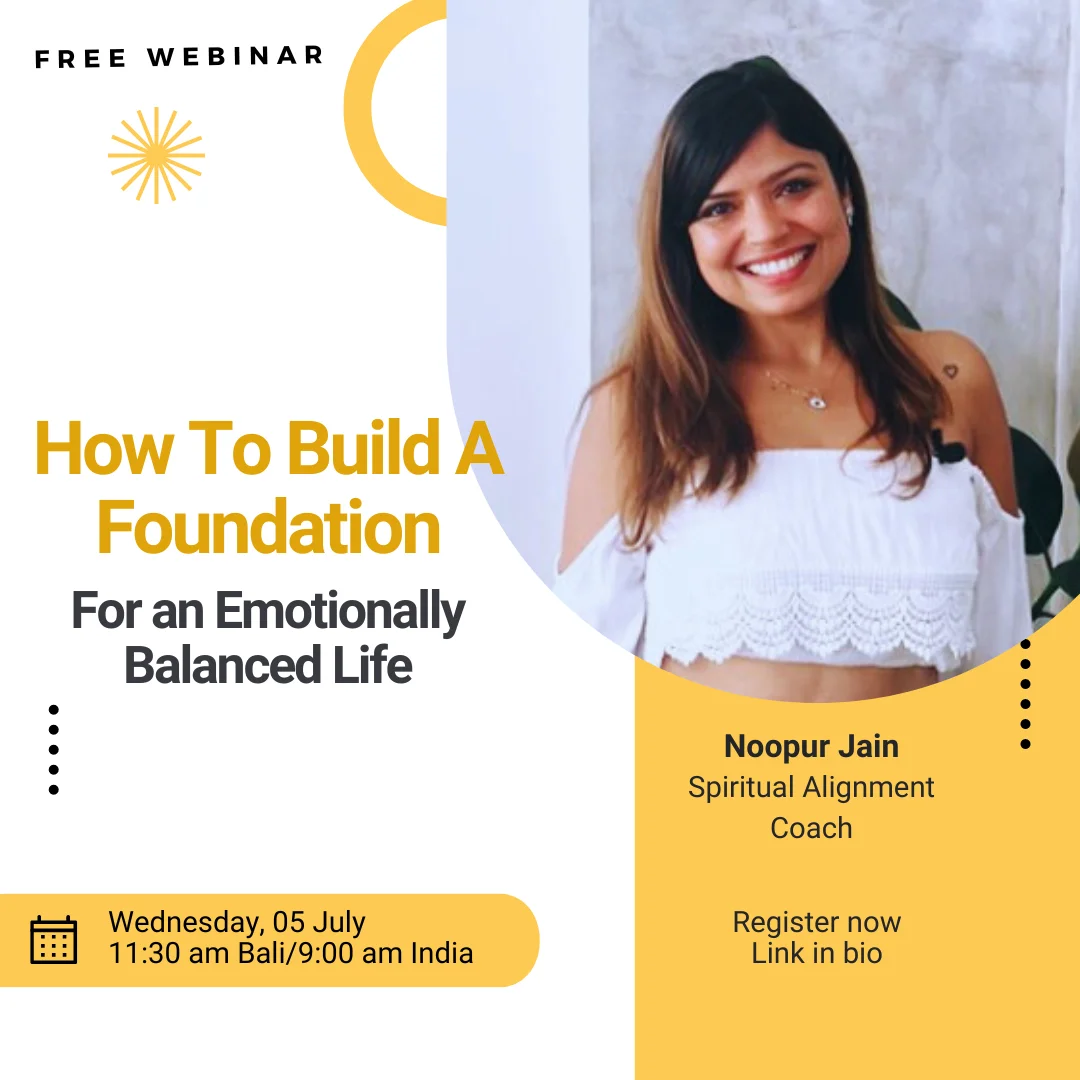 FREE WEBINAR
How To Build A
Foundation
For an Emotionally
Balanced Life
Noopur Jain
Spiritual Alignment
Coach
Wednesday, 05 July
11:30 am Bali/9:00 am India
Register now
Link in bio